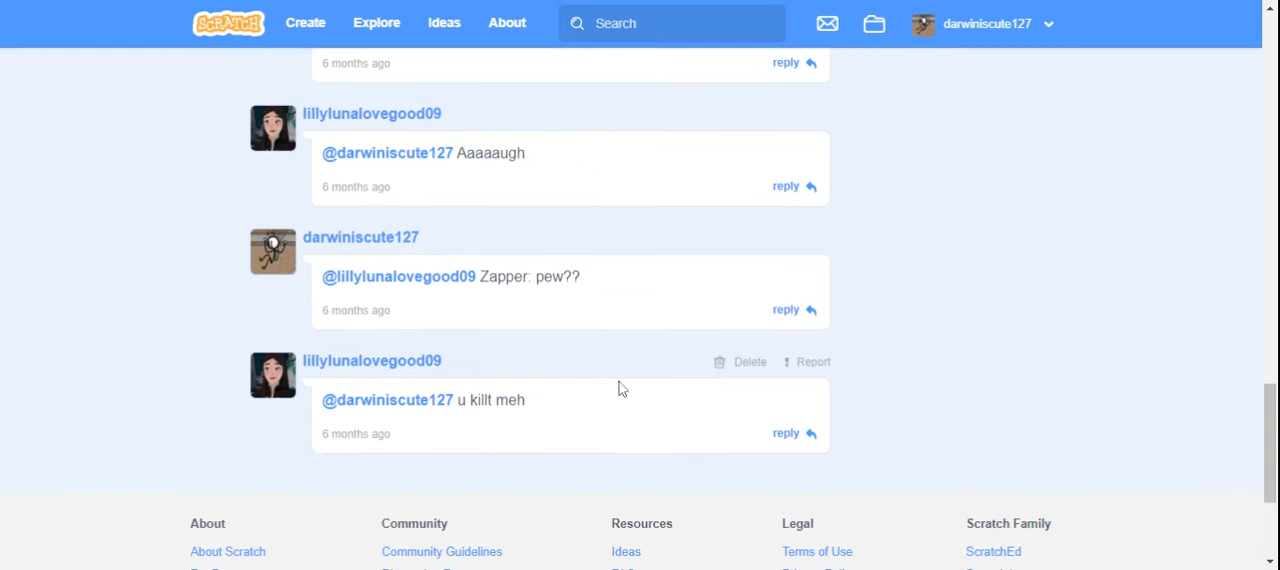 SCRATCH Create Explore Ideas About Search darwiniscute127
6 months ago reply
lillylunalovegood09
@darwiniscute127 Aaaaaugh
6 months ago reply
darwiniscute127
@lillylunalovegood09 Zapper: pew??
6 months ago reply
lillylunalovegood09 Delete Report
@darwiniscute127 u killt meh
6 months ago reply
About Community Resources Legal Scratch Family
About Scratch Community Guidelines Ideas Terms of Use ScratchEd